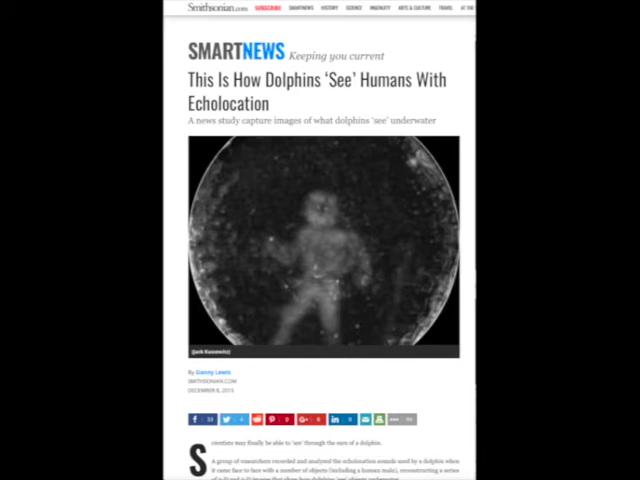 Smithsonian.com SUBSCRIBE SMARTNEWS HISTORY SCIENCE INGENUITY ARTS & CULTURE TRAVEL AT THE
SMARTNEWS Keeping you current
This Is How Dolphins ‘See’ Humans With
Echolocation
A news study capture images of what dolphins ‘see’ underwater
(Jack Kassewitz)
By Danny Lewis
SMITHSONIAN.COM
DECEMBER 8, 2015
Scientists may finally be able to ‘see’ through the ears of a dolphin.
A group of researchers recorded and analyzed the echolocation sounds used by a dolphin when
it came face to face with a number of objects (including a human male), reconstructing a series